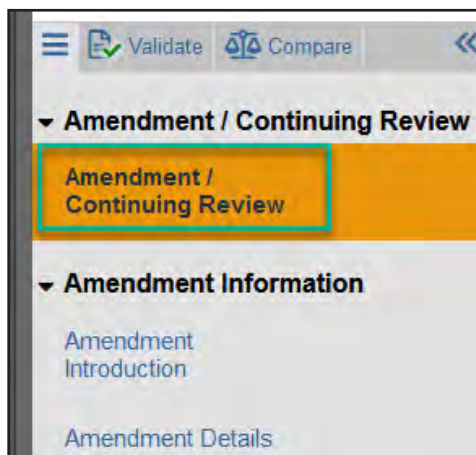 Validate Compare
Amendment / Continuing Review
Amendment /
Continuing Review
Amendment Information
Amendment
Introduction
Amendment Details